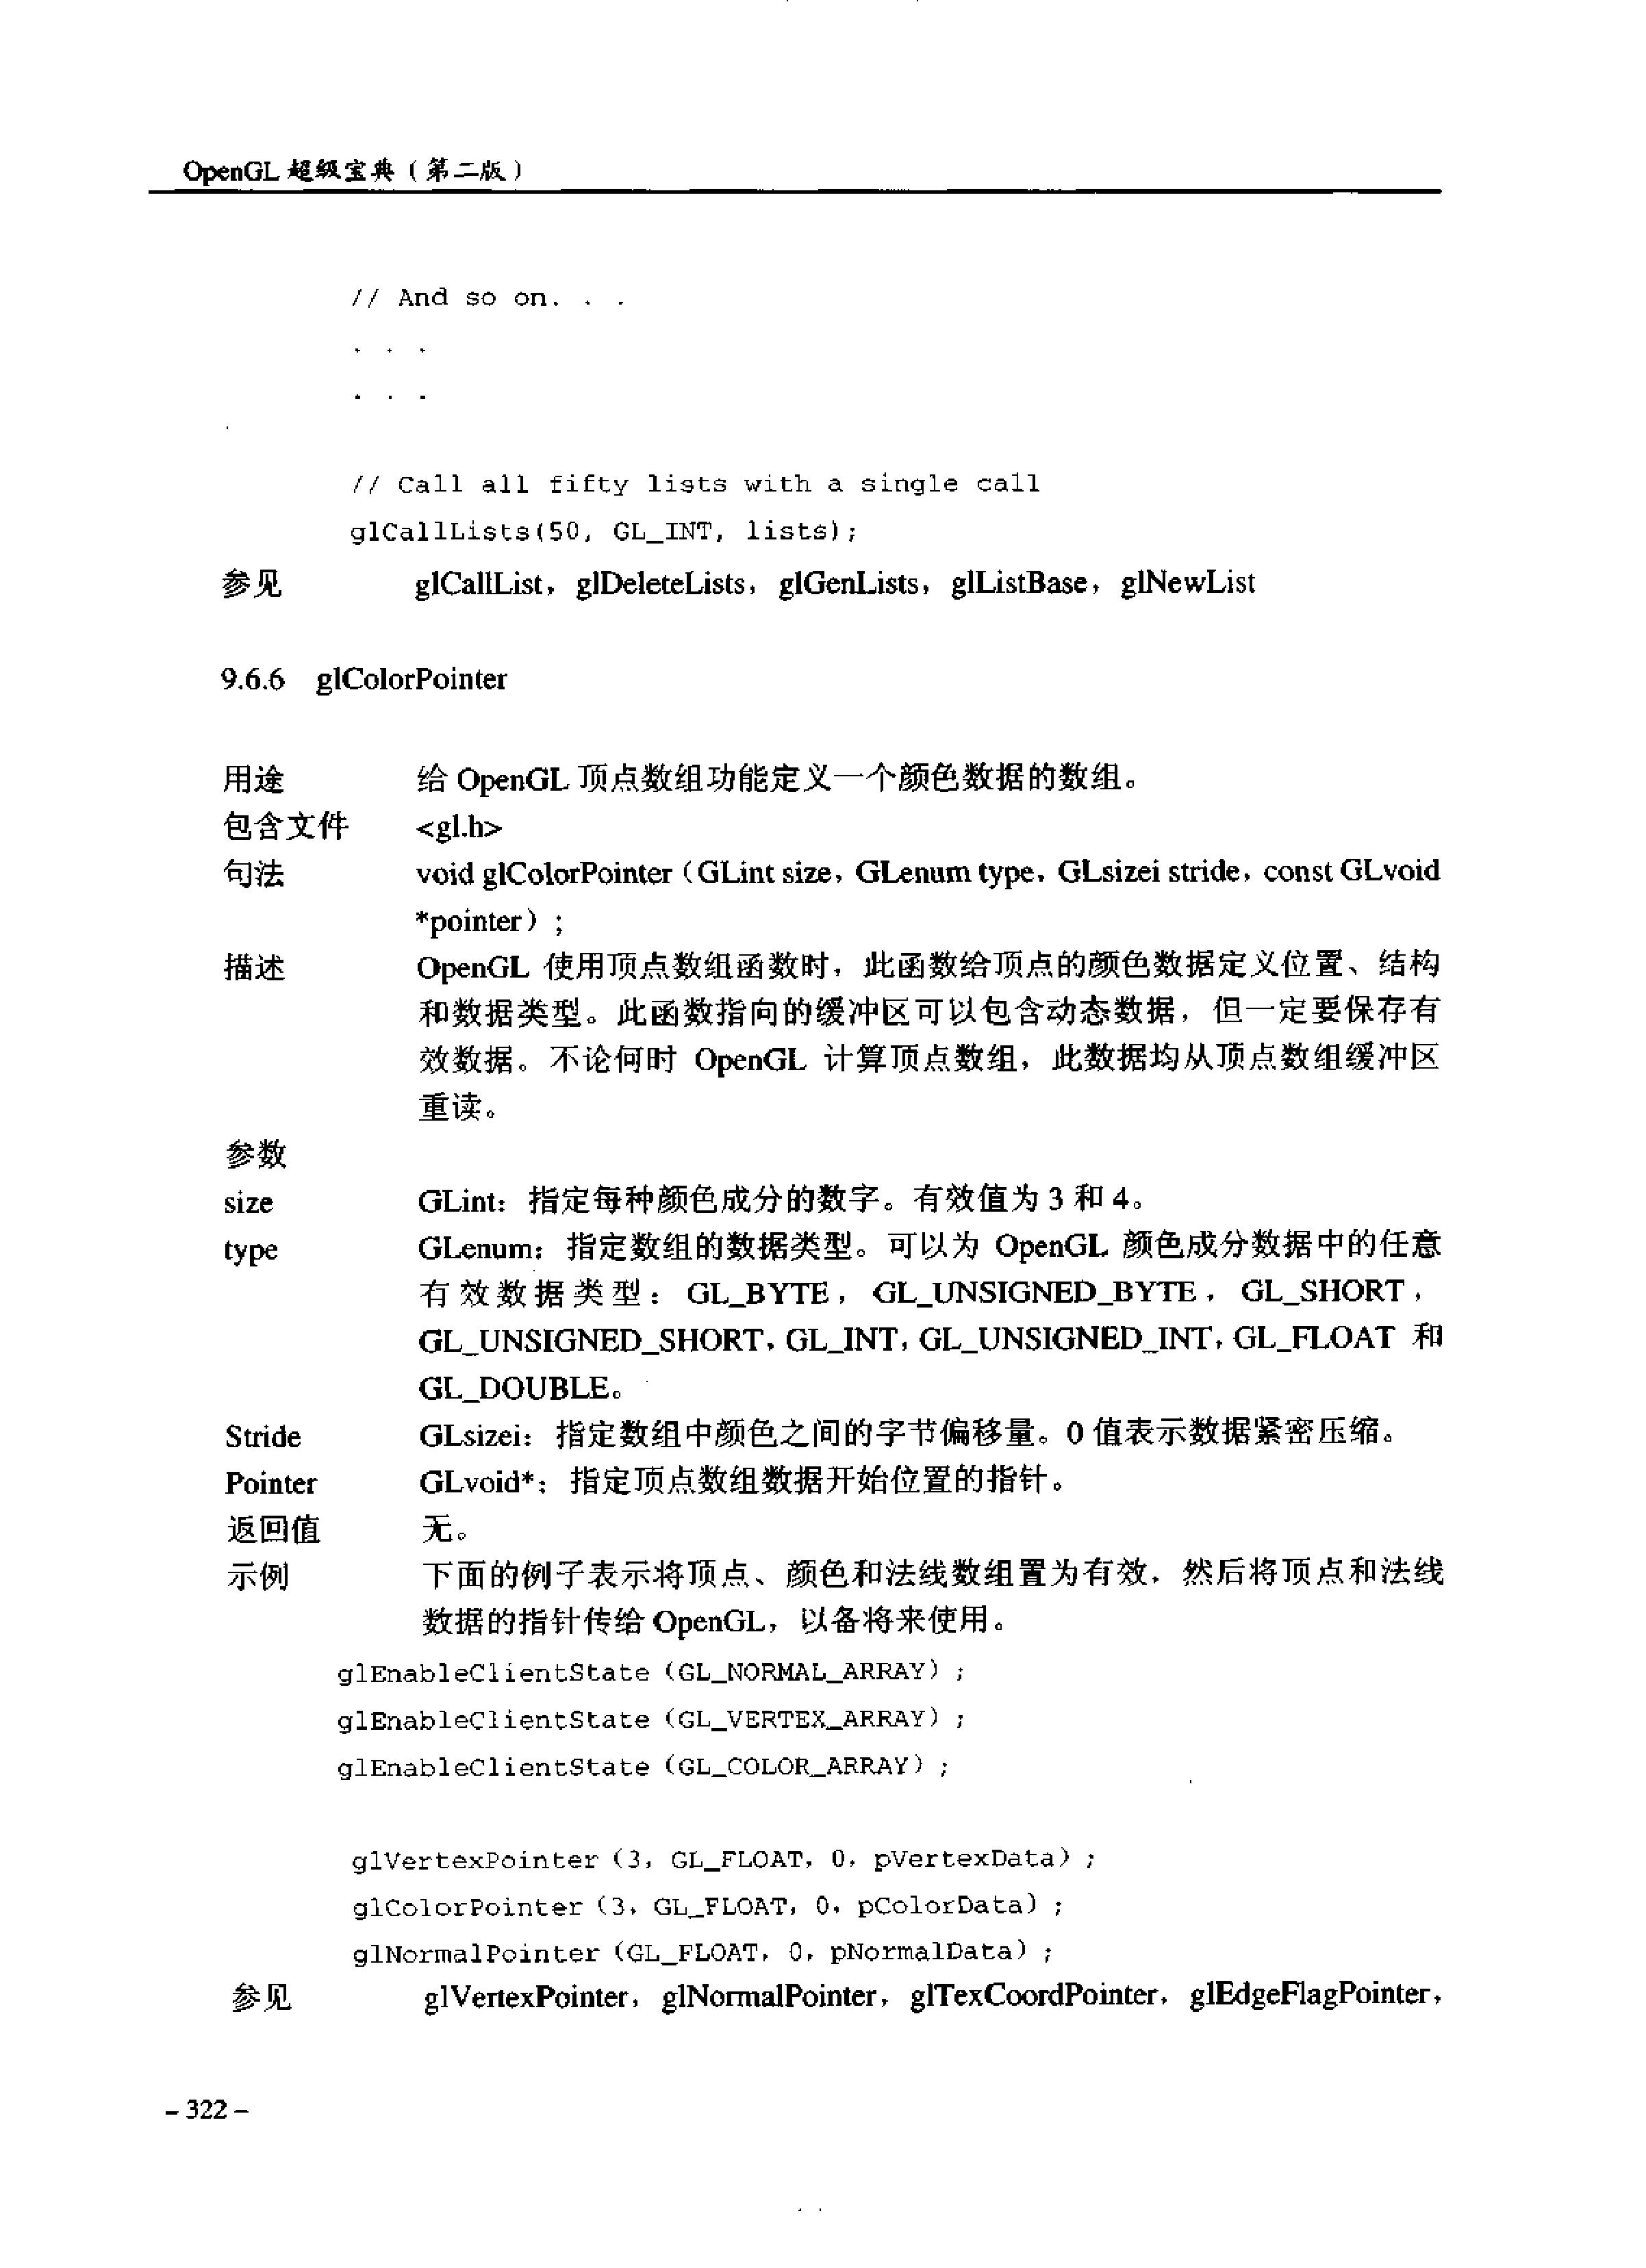 OpenGL 超级宝典（第二版）
// And so on. . .
. . .
. . .
// Call all fifty lists with a single call
glCallLists(50, GL_INT, lists);
参见 glCallList，glDeleteLists，glGenLists，glListBase，glNewList
9.6.6 glColorPointer
用途 给 OpenGL 顶点数组功能定义一个颜色数据的数组。
包含文件 <gl.h>
句法 void glColorPointer（GLint size，GLenum type，GLsizei stride，const GLvoid
*pointer）;
描述 OpenGL 使用顶点数组函数时，此函数给顶点的颜色数据定义位置、结构
和数据类型。此函数指向的缓冲区可以包含动态数据，但一定要保存有
效数据。不论何时 OpenGL 计算顶点数组，此数据均从顶点数组缓冲区
重读。
参数
size GLint：指定每种颜色成分的数字。有效值为 3 和 4。
type GLenum：指定数组的数据类型。可以为 OpenGL 颜色成分数据中的任意
有效数据类型：GL_BYTE，GL_UNSIGNED_BYTE，GL_SHORT，
GL_UNSIGNED_SHORT，GL_INT，GL_UNSIGNED_INT，GL_FLOAT 和
GL_DOUBLE。
Stride GLsizei：指定数组中颜色之间的字节偏移量。0 值表示数据紧密压缩。
Pointer GLvoid*：指定顶点数组数据开始位置的指针。
返回值 无。
示例 下面的例子表示将顶点、颜色和法线数组置为有效，然后将顶点和法线
数据的指针传给 OpenGL，以备将来使用。
glEnableClientState（GL_NORMAL_ARRAY）;
glEnableClientState（GL_VERTEX_ARRAY）;
glEnableClientState（GL_COLOR_ARRAY）;
glVertexPointer（3，GL_FLOAT，0，pVertexData）;
glColorPointer（3，GL_FLOAT，0，pColorData）;
glNormalPointer（GL_FLOAT，0，pNormalData）;
参见 glVertexPointer，glNormalPointer，glTexCoordPointer，glEdgeFlagPointer，
– 322 –